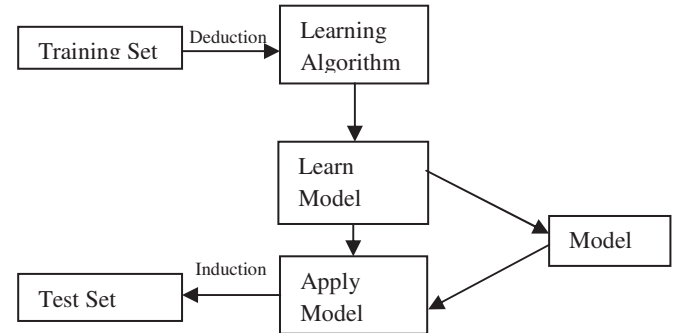 Training Set
Deduction
Learning
Algorithm
Learn
Model
Model
Induction
Apply
Model
Test Set